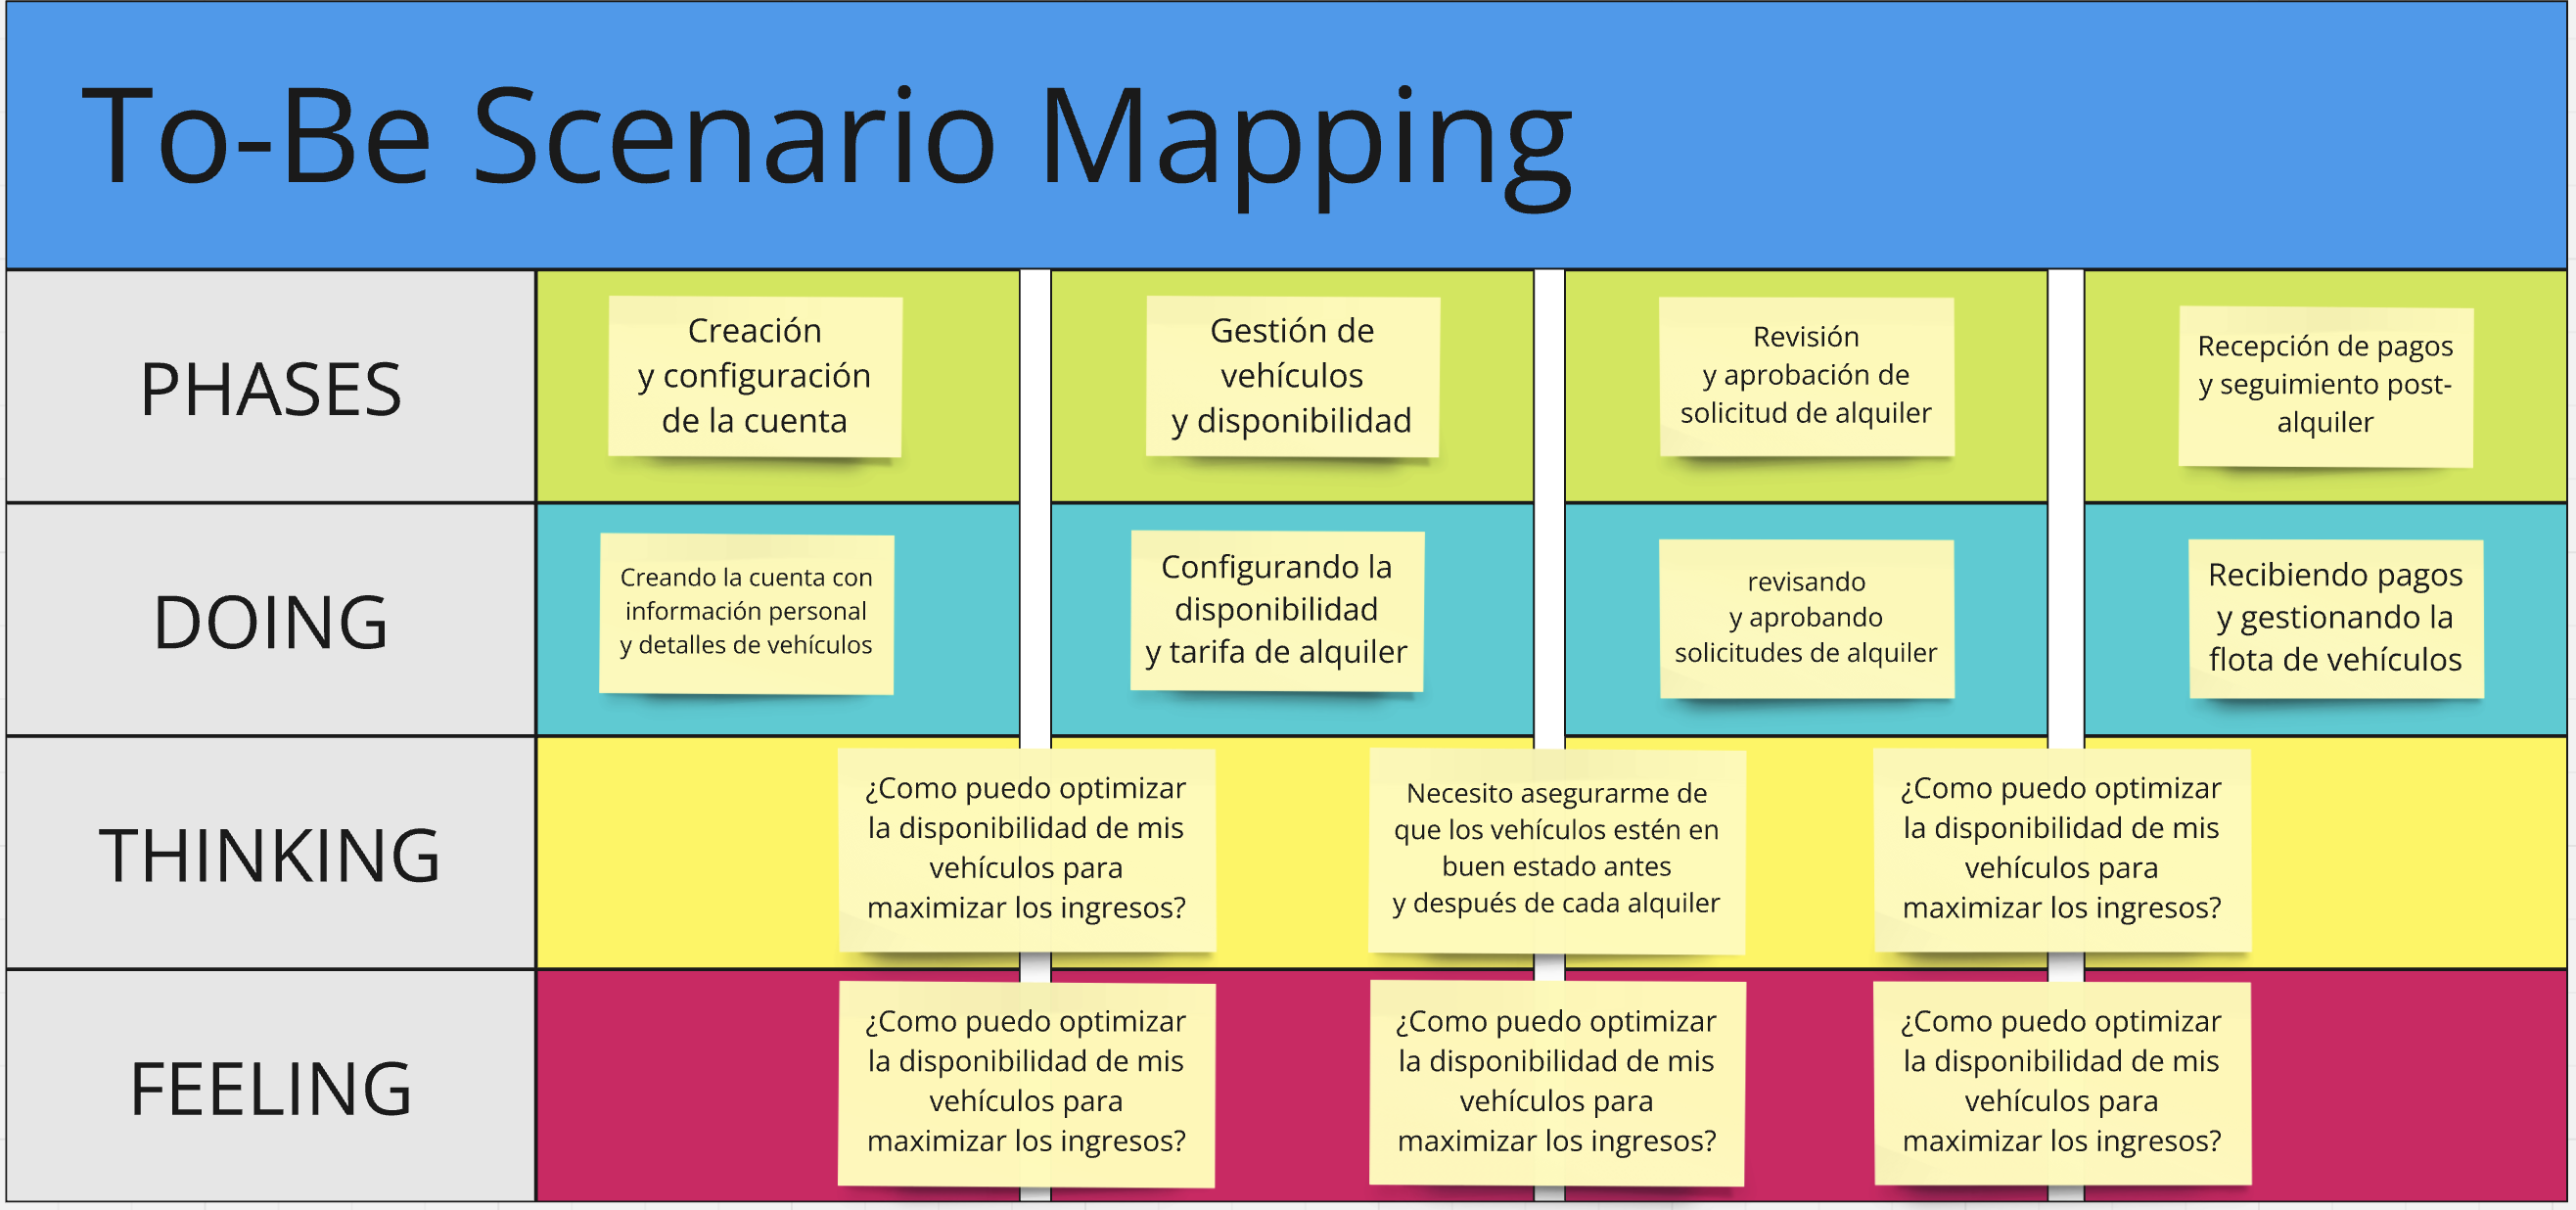 To-Be Scenario Mapping
PHASES
Creación
y configuración
de la cuenta
Gestión de
vehículos
y disponibilidad
Revisión
y aprobación de
solicitud de alquiler
Recepción de pagos
y seguimiento post-
alquiler
DOING
Creando la cuenta con
información personal
y detalles de vehículos
Configurando la
disponibilidad
y tarifa de alquiler
revisando
y aprobando
solicitudes de alquiler
Recibiendo pagos
y gestionando la
flota de vehículos
THINKING
¿Como puedo optimizar
la disponibilidad de mis
vehículos para
maximizar los ingresos?
Necesito asegurarme de
que los vehículos estén en
buen estado antes
y después de cada alquiler
¿Como puedo optimizar
la disponibilidad de mis
vehículos para
maximizar los ingresos?
FEELING
¿Como puedo optimizar
la disponibilidad de mis
vehículos para
maximizar los ingresos?
¿Como puedo optimizar
la disponibilidad de mis
vehículos para
maximizar los ingresos?
¿Como puedo optimizar
la disponibilidad de mis
vehículos para
maximizar los ingresos?